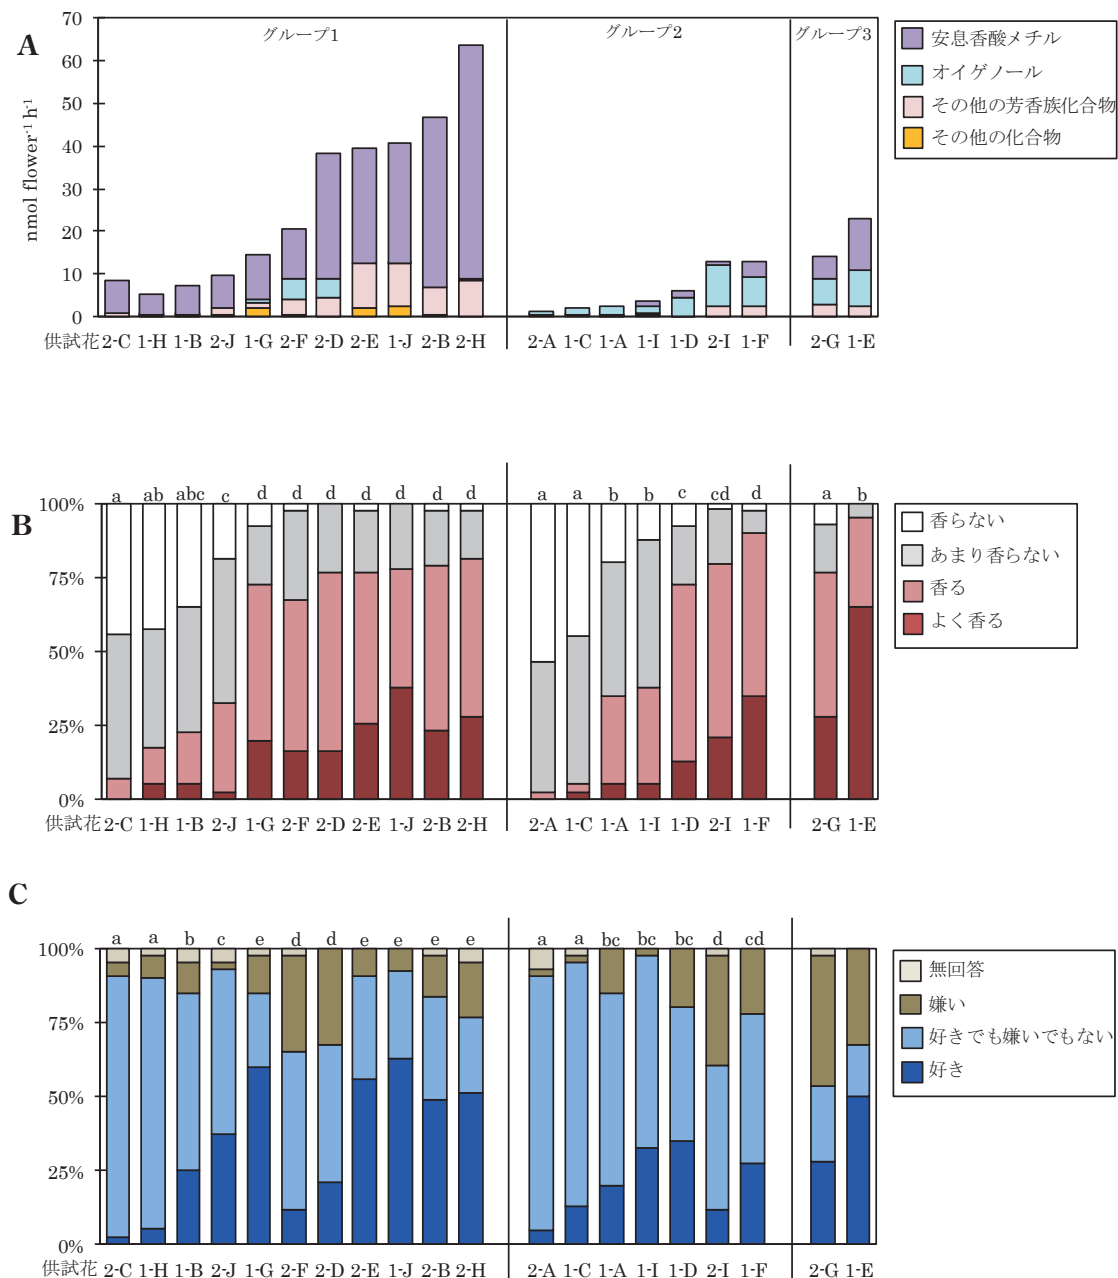 A
グループ1
グループ2
グループ3
nmol flower⁻¹ h⁻¹
70
60
50
40
30
20
10
0
安息香酸メチル
オイゲノール
その他の芳香族化合物
その他の化合物
供試花 2-C 1-H 1-B 2-J 1-G 2-F 2-D 2-E 1-J 2-B 2-H 2-A 1-C 1-A 1-I 1-D 2-I 1-F 2-G 1-E
B
a ab abc c d d d d d d d a a b b c cd d a b
100%
75%
50%
25%
0%
香らない
あまり香らない
香る
よく香る
供試花 2-C 1-H 1-B 2-J 1-G 2-F 2-D 2-E 1-J 2-B 2-H 2-A 1-C 1-A 1-I 1-D 2-I 1-F 2-G 1-E
C
a a b c e d d e e e e a a bc bc bc d cd
100%
75%
50%
25%
0%
無回答
嫌い
好きでも嫌いでもない
好き
供試花 2-C 1-H 1-B 2-J 1-G 2-F 2-D 2-E 1-J 2-B 2-H 2-A 1-C 1-A 1-I 1-D 2-I 1-F 2-G 1-E